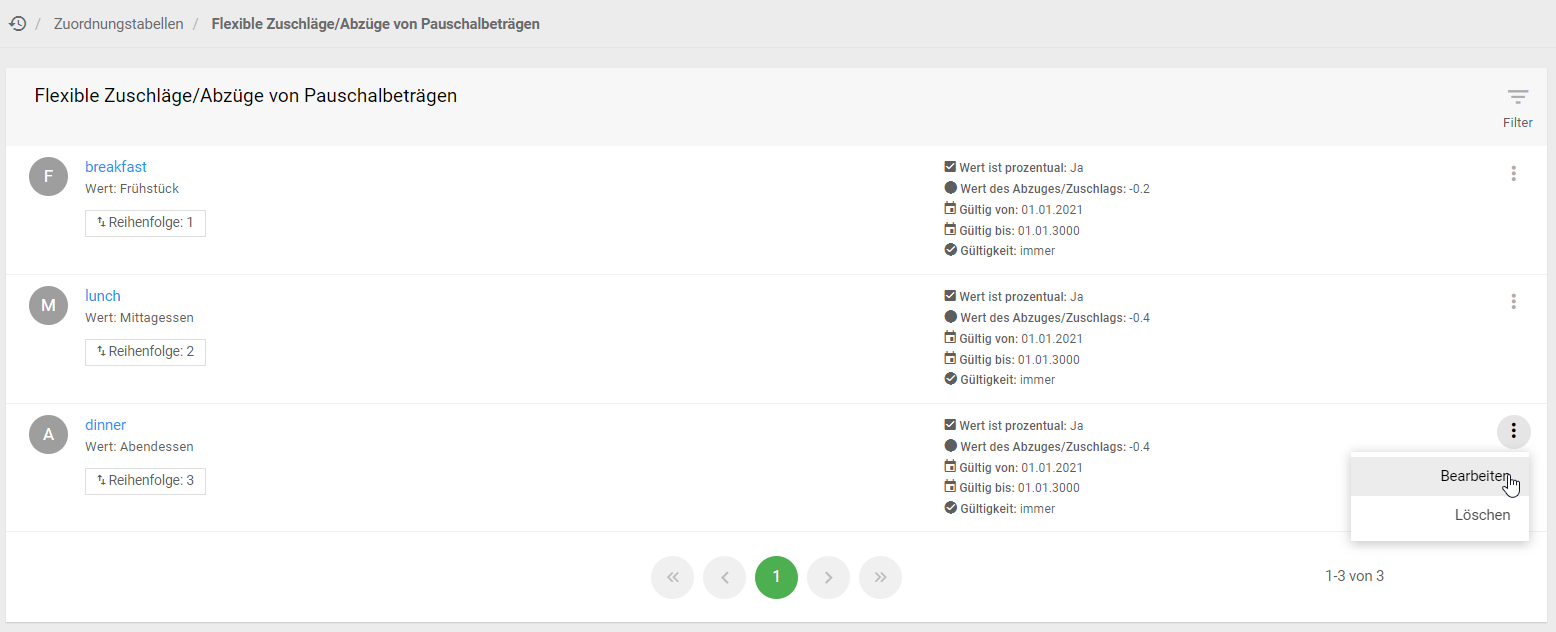 / Zuordnungstabellen / Flexible Zuschläge/Abzüge von Pauschalbeträgen
Flexible Zuschläge/Abzüge von Pauschalbeträgen
Filter
F
breakfast
Wert: Frühstück
Reihenfolge: 1
Wert ist prozentual: Ja
Wert des Abzuges/Zuschlags: -0.2
Gültig von: 01.01.2021
Gültig bis: 01.01.3000
Gültigkeit: immer
M
lunch
Wert: Mittagessen
Reihenfolge: 2
Wert ist prozentual: Ja
Wert des Abzuges/Zuschlags: -0.4
Gültig von: 01.01.2021
Gültig bis: 01.01.3000
Gültigkeit: immer
A
dinner
Wert: Abendessen
Reihenfolge: 3
Wert ist prozentual: Ja
Wert des Abzuges/Zuschlags: -0.4
Gültig von: 01.01.2021
Gültig bis: 01.01.3000
Gültigkeit: immer
Bearbeiten
Löschen
« ‹ 1 › »
1-3 von 3